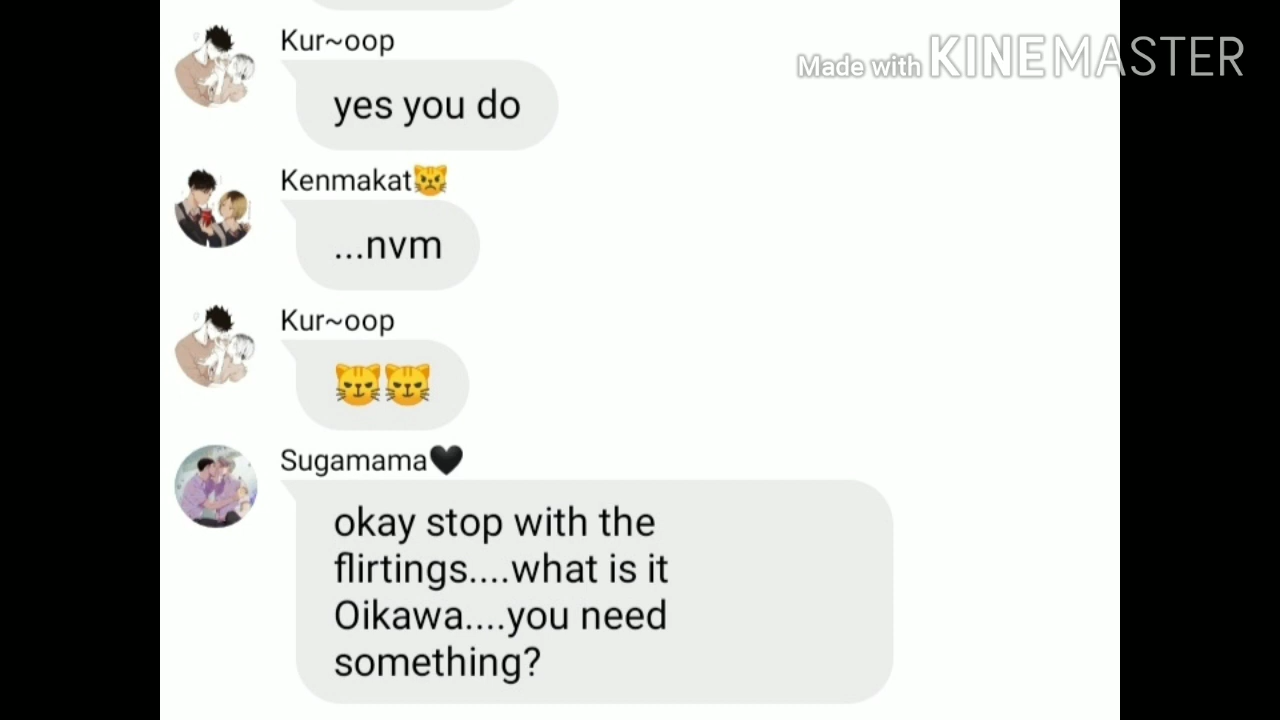 Kur~oop
Made with KINEMASTER
yes you do
Kenmakat😾
...nvm
Kur~oop
😼😼
Sugamama🖤
okay stop with the
flirtings....what is it
Oikawa....you need
something?